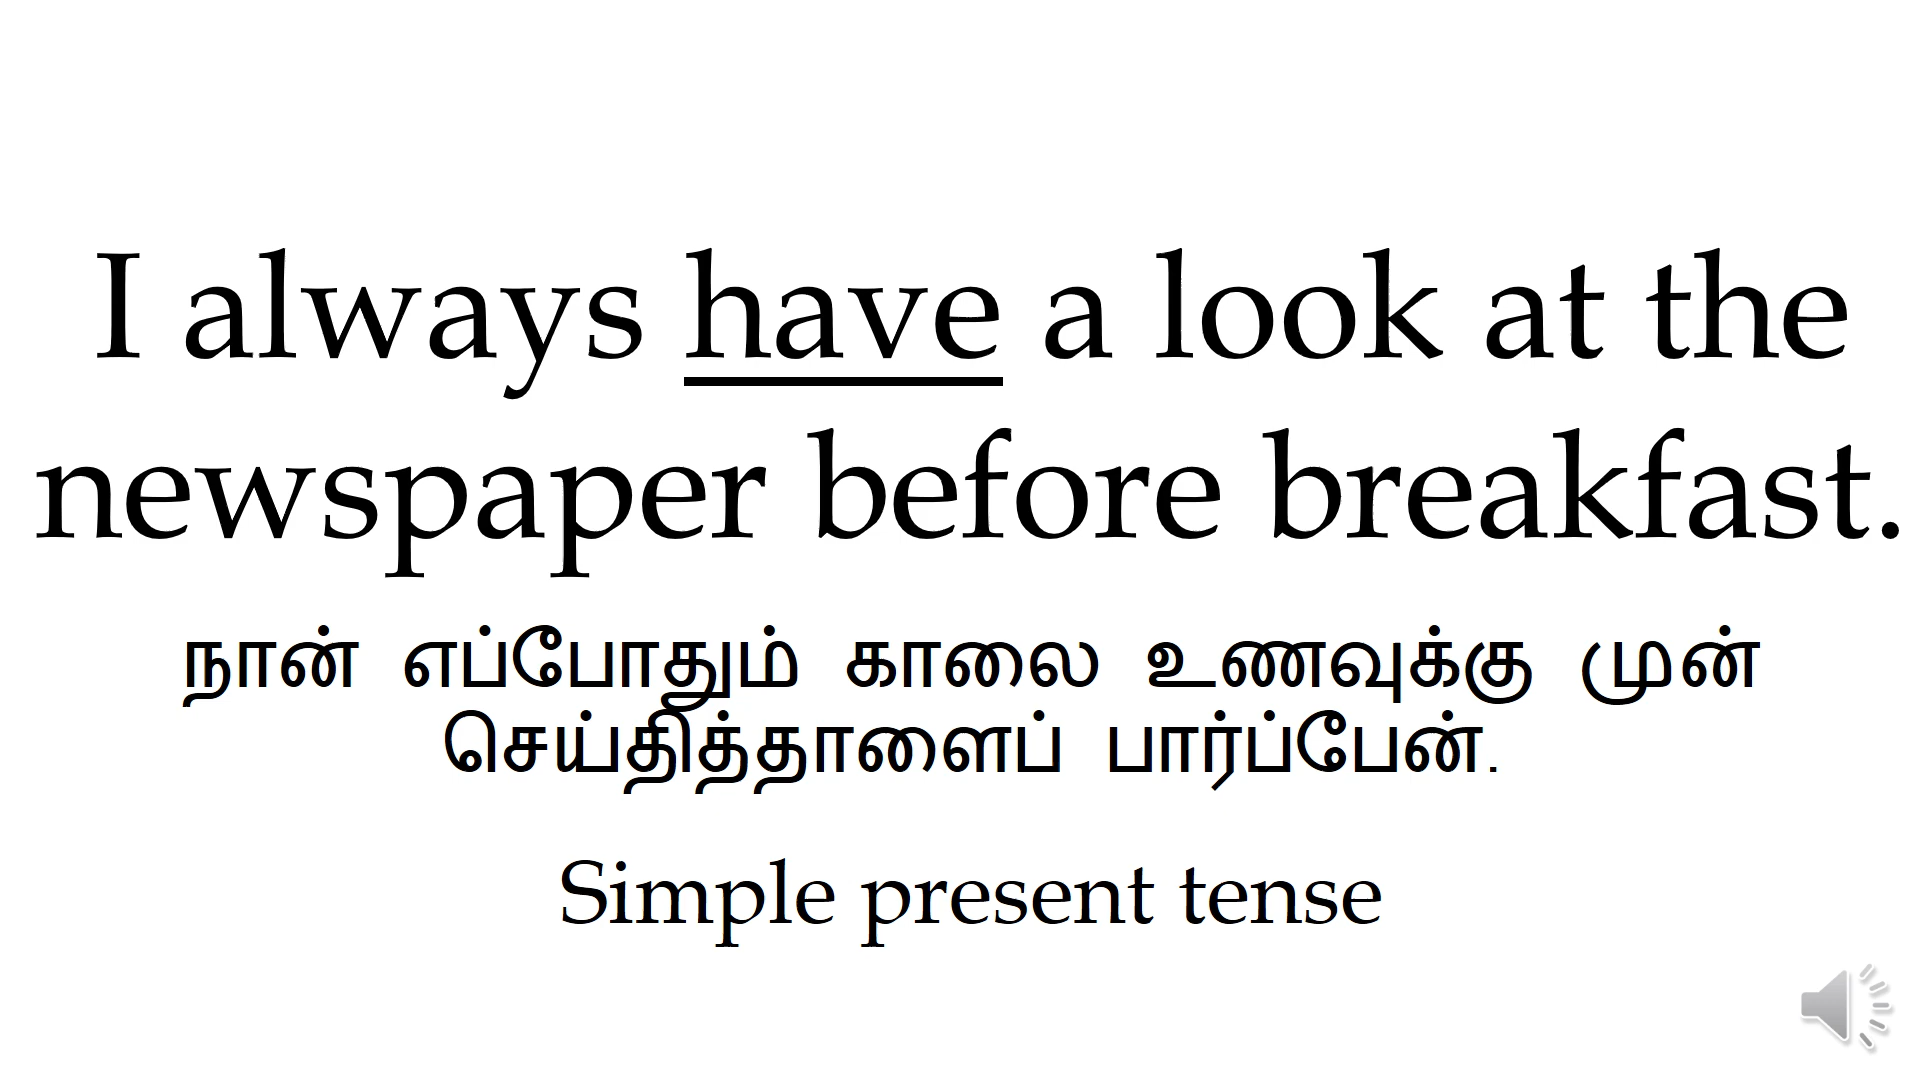 I always have a look at the
newspaper before breakfast.
நான் எப்போதும் காலை உணவுக்கு முன்
செய்தித்தாளைப் பார்ப்பேன்.
Simple present tense